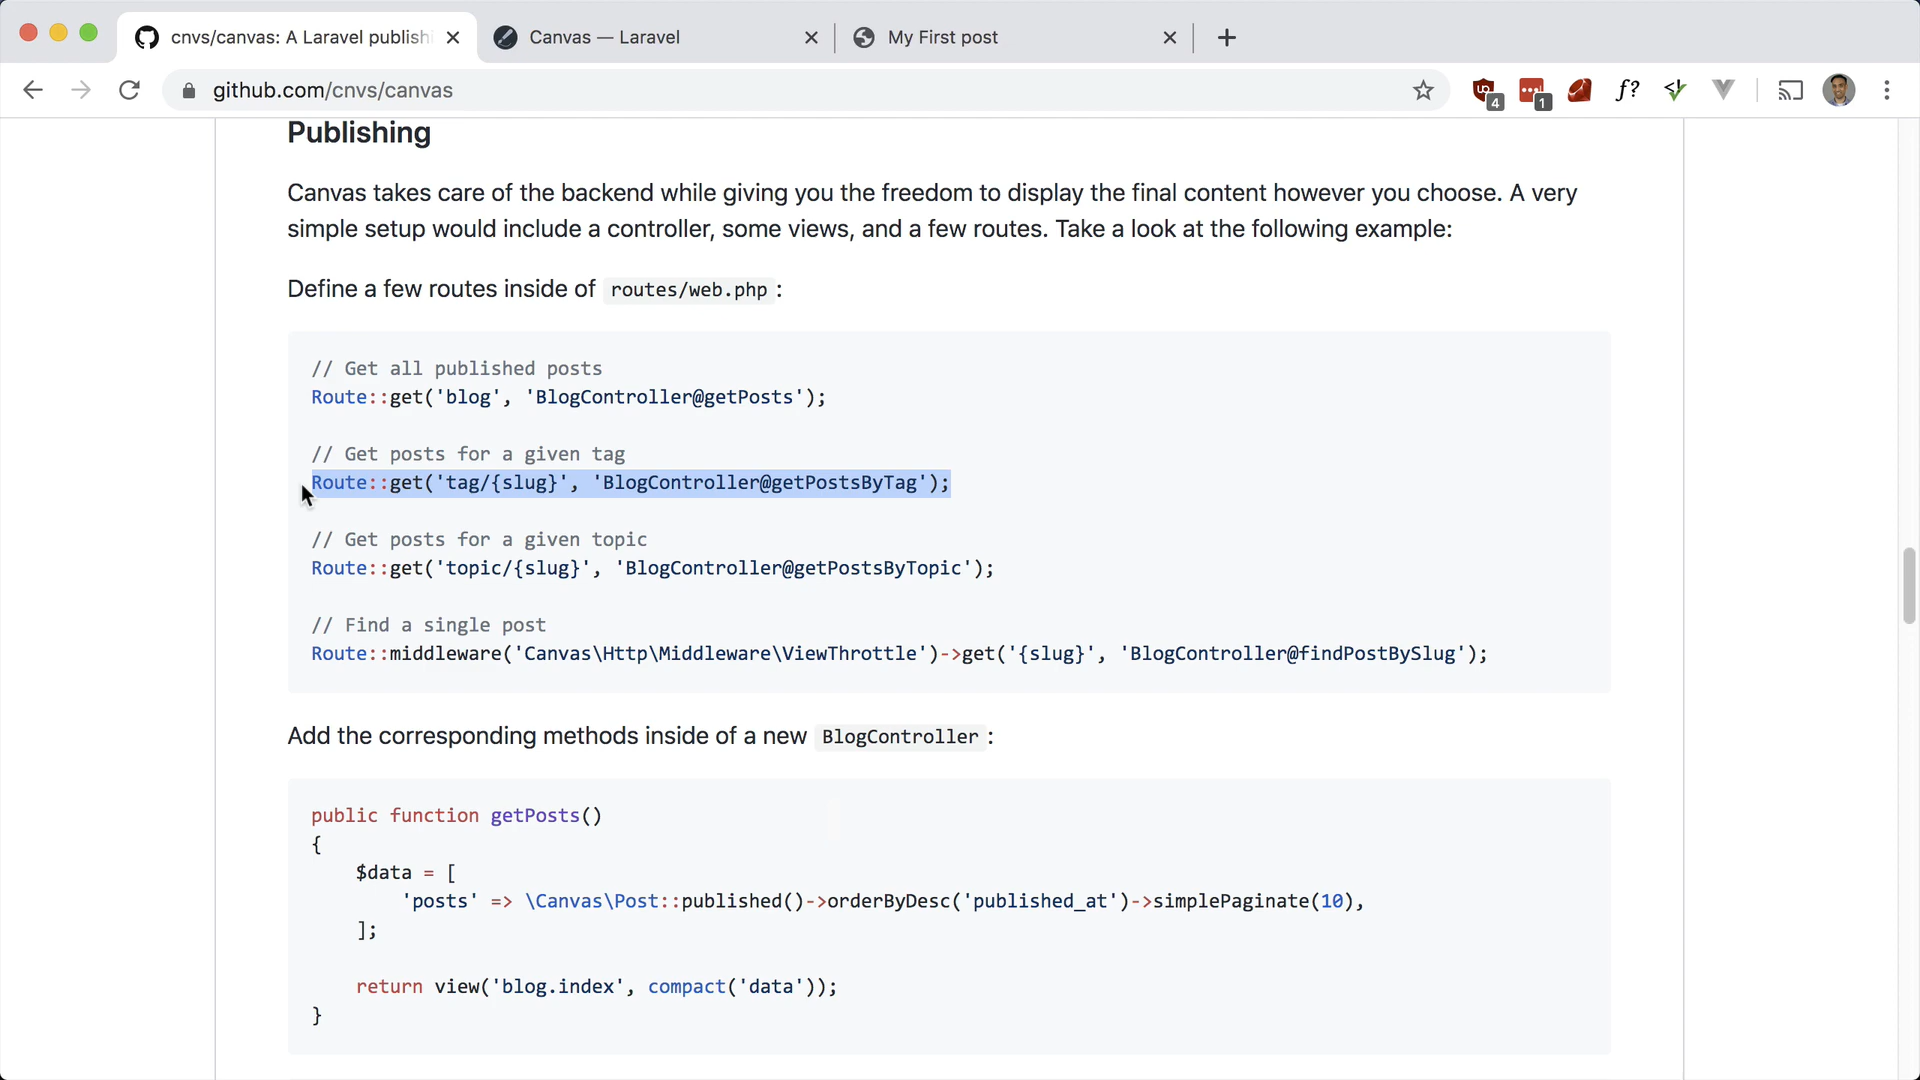 cnvs/canvas: A Laravel publishi
Canvas — Laravel
My First post
github.com/cnvs/canvas
4
1
f?
Publishing
Canvas takes care of the backend while giving you the freedom to display the final content however you choose. A very
simple setup would include a controller, some views, and a few routes. Take a look at the following example:
Define a few routes inside of routes/web.php :
// Get all published posts
Route::get('blog', 'BlogController@getPosts');
// Get posts for a given tag
Route::get('tag/{slug}', 'BlogController@getPostsByTag');
// Get posts for a given topic
Route::get('topic/{slug}', 'BlogController@getPostsByTopic');
// Find a single post
Route::middleware('Canvas\Http\Middleware\ViewThrottle')->get('{slug}', 'BlogController@findPostBySlug');
Add the corresponding methods inside of a new BlogController :
public function getPosts()
{
    $data = [
        'posts' => \Canvas\Post::published()->orderByDesc('published_at')->simplePaginate(10),
    ];
    return view('blog.index', compact('data'));
}